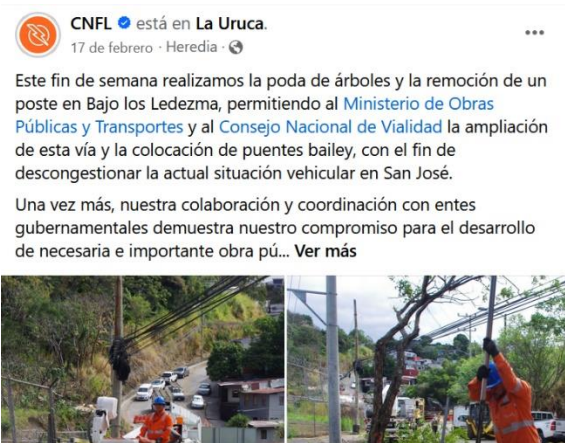 CNFL está en La Uruca.
17 de febrero · Heredia ·
Este fin de semana realizamos la poda de árboles y la remoción de un
poste en Bajo los Ledezma, permitiendo al Ministerio de Obras
Públicas y Transportes y al Consejo Nacional de Vialidad la ampliación
de esta vía y la colocación de puentes bailey, con el fin de
descongestionar la actual situación vehicular en San José.
Una vez más, nuestra colaboración y coordinación con entes
gubernamentales demuestra nuestro compromiso para el desarrollo
de necesaria e importante obra pú... Ver más